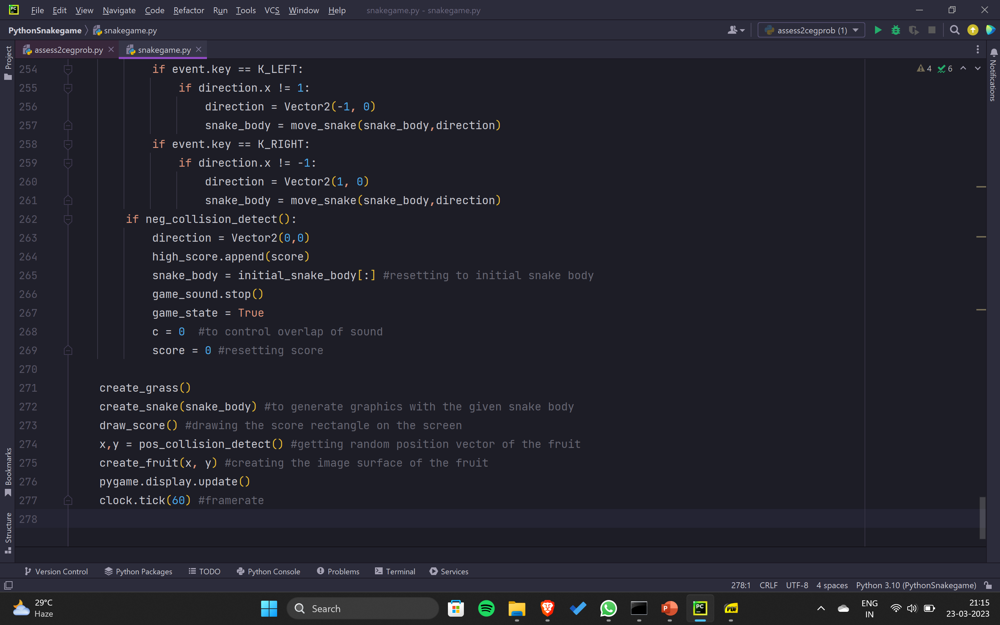 PC File Edit View Navigate Code Refactor Run Tools VCS Window Help snakegame.py - snakegame.py
PythonSnakegame snakegame.py assess2cegprob (1)
assess2cegprob.py snakegame.py
Project
Notifications
4 6
254 if event.key == K_LEFT:
255 if direction.x != 1:
256 direction = Vector2(-1, 0)
257 snake_body = move_snake(snake_body,direction)
258 if event.key == K_RIGHT:
259 if direction.x != -1:
260 direction = Vector2(1, 0)
261 snake_body = move_snake(snake_body,direction)
262 if neg_collision_detect():
263 direction = Vector2(0,0)
264 high_score.append(score)
265 snake_body = initial_snake_body[:] #resetting to initial snake body
266 game_sound.stop()
267 game_state = True
268 c = 0 #to control overlap of sound
269 score = 0 #resetting score
270
271 create_grass()
272 create_snake(snake_body) #to generate graphics with the given snake body
273 draw_score() #drawing the score rectangle on the screen
274 x,y = pos_collision_detect() #getting random position vector of the fruit
275 create_fruit(x, y) #creating the image surface of the fruit
276 pygame.display.update()
277 clock.tick(60) #framerate
278
Bookmarks
Structure
Version Control Python Packages TODO Python Console Problems Terminal Services
278:1 CRLF UTF-8 4 spaces Python 3.10 (PythonSnakegame)
29°C
Haze
Search
P
PC
PDF
ENG
IN
21:15
23-03-2023